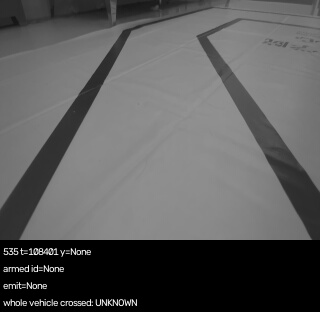 535 t=108401 y=None
armed id=None
emit=None
whole vehicle crossed: UNKNOWN